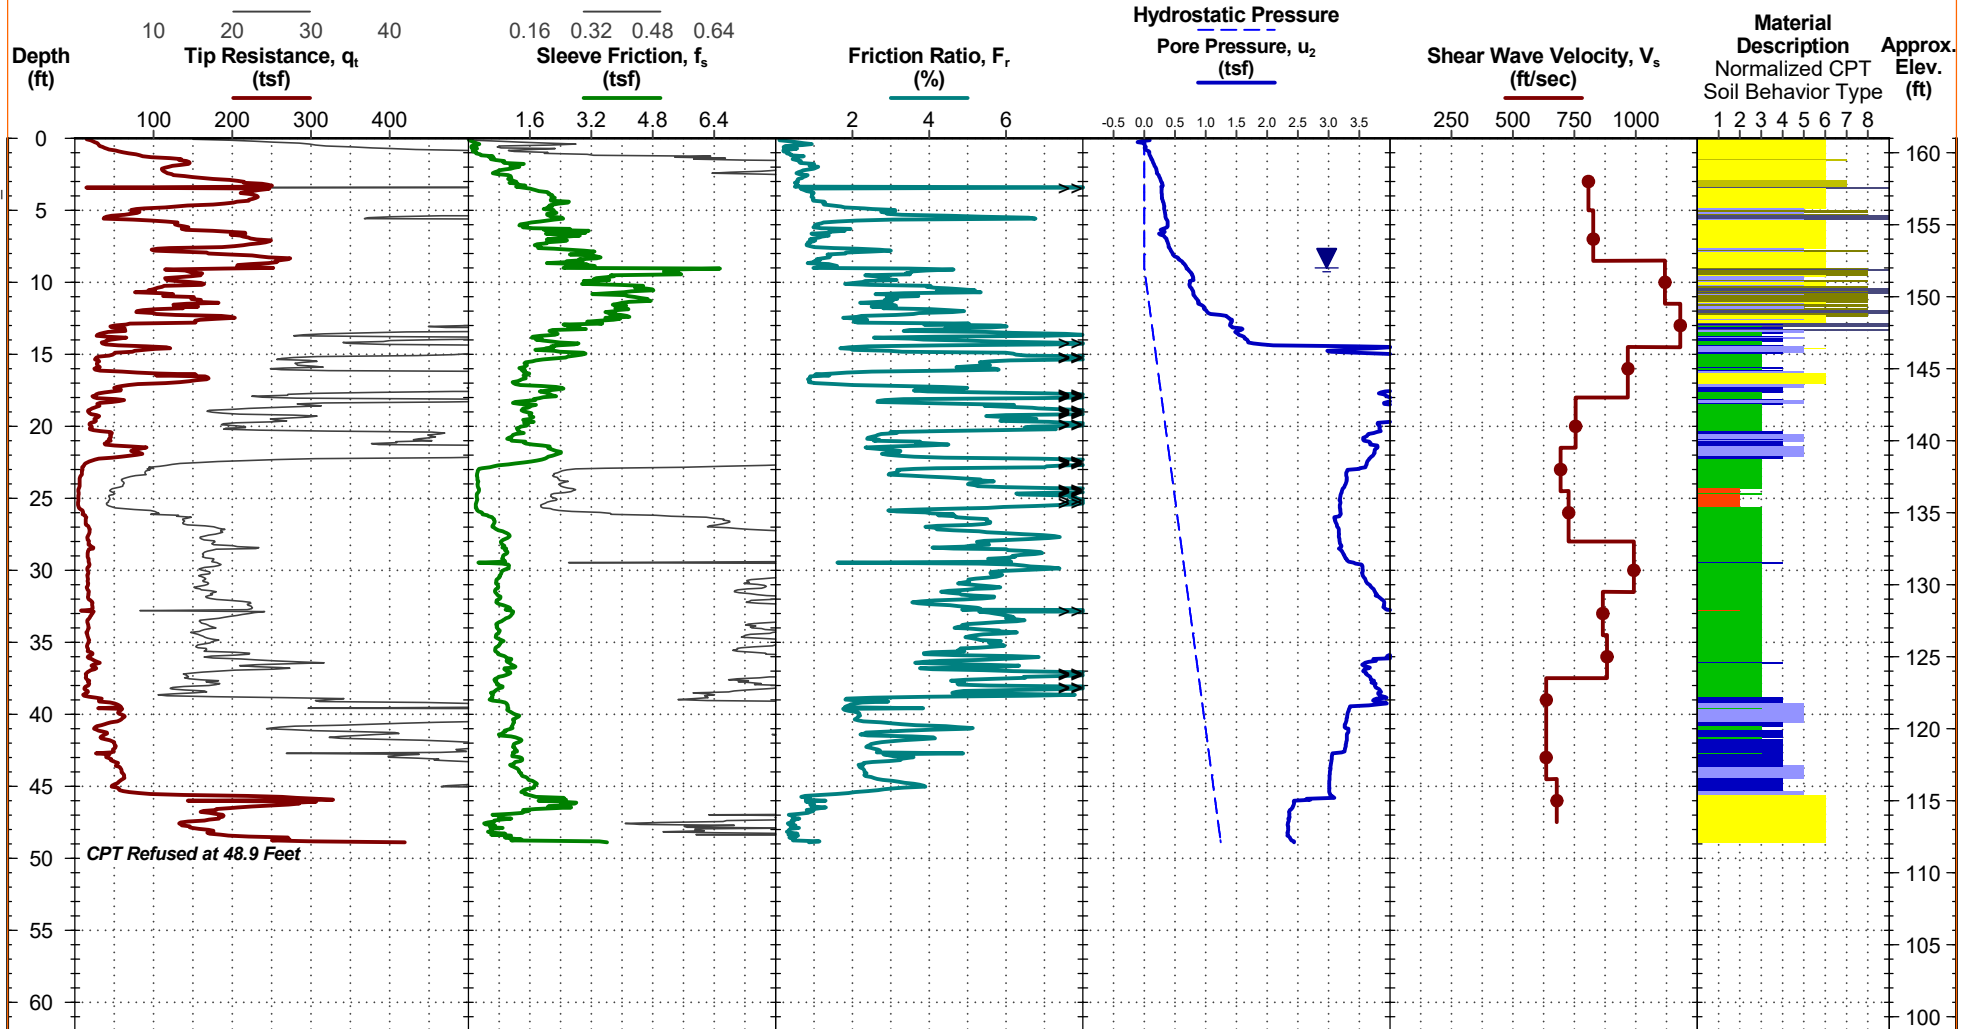 10 20 30 40
0.16 0.32 0.48 0.64
Hydrostatic Pressure
Depth
(ft)
Tip Resistance, qt
(tsf)
Sleeve Friction, fs
(tsf)
Friction Ratio, Fr
(%)
Pore Pressure, u2
(tsf)
Shear Wave Velocity, Vs
(ft/sec)
Material
Description
Normalized CPT
Soil Behavior Type
Approx.
Elev.
(ft)
100 200 300 400
1.6 3.2 4.8 6.4
2 4 6
-0.5 0.0 0.5 1.0 1.5 2.0 2.5 3.0 3.5
250 500 750 1000
1 2 3 4 5 6 7 8
0
5
10
15
20
25
30
35
40
45
50
55
60
>>
>>
>>
>>
>>
>>
>>
>>
>>
>>
>>
>>
>>
>>
CPT Refused at 48.9 Feet
160
155
150
145
140
135
130
125
120
115
110
105
100